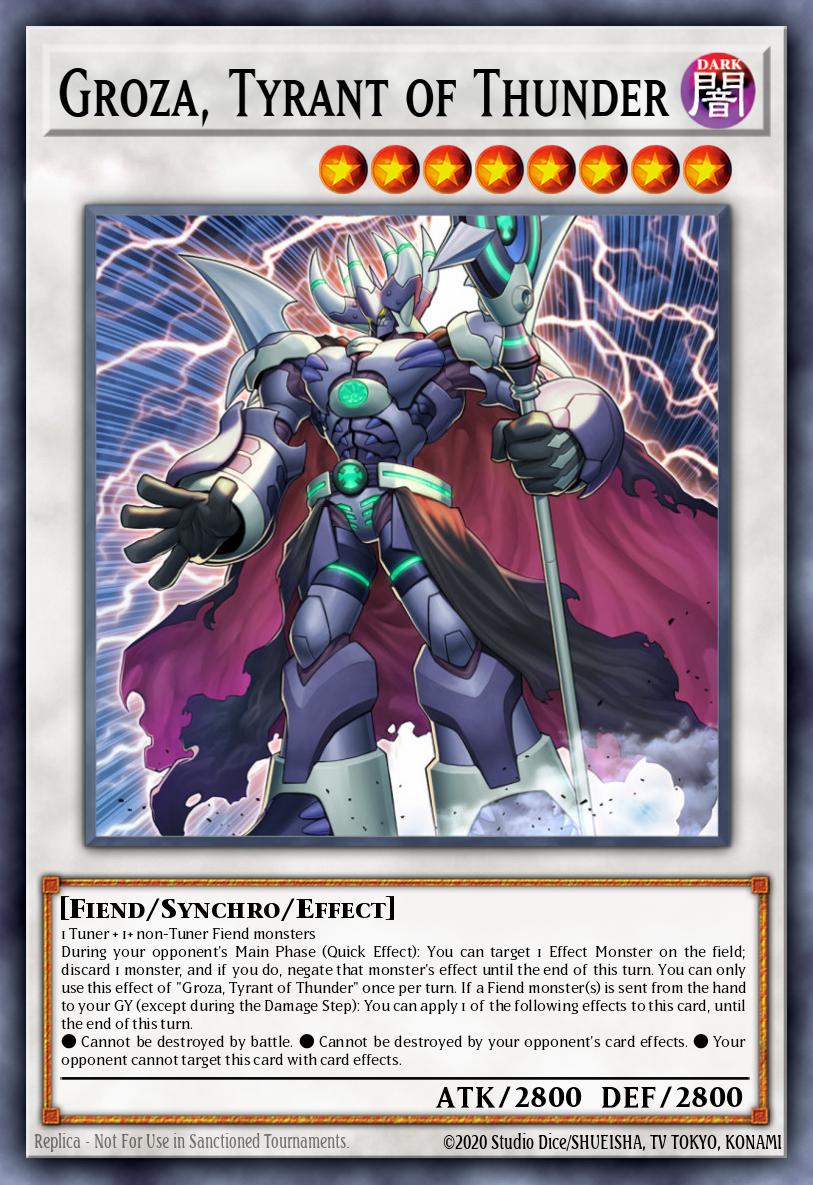 Groza, Tyrant of Thunder
DARK
闇
[Fiend/Synchro/Effect]
1 Tuner + 1+ non-Tuner Fiend monsters
During your opponent's Main Phase (Quick Effect): You can target 1 Effect Monster on the field;
discard 1 monster, and if you do, negate that monster's effect until the end of this turn. You can only
use this effect of "Groza, Tyrant of Thunder" once per turn. If a Fiend monster(s) is sent from the hand
to your GY (except during the Damage Step): You can apply 1 of the following effects to this card, until
the end of this turn.
● Cannot be destroyed by battle. ● Cannot be destroyed by your opponent's card effects. ● Your
opponent cannot target this card with card effects.
ATK/2800 DEF/2800
Replica - Not For Use in Sanctioned Tournaments.
©2020 Studio Dice/SHUEISHA, TV TOKYO, KONAMI